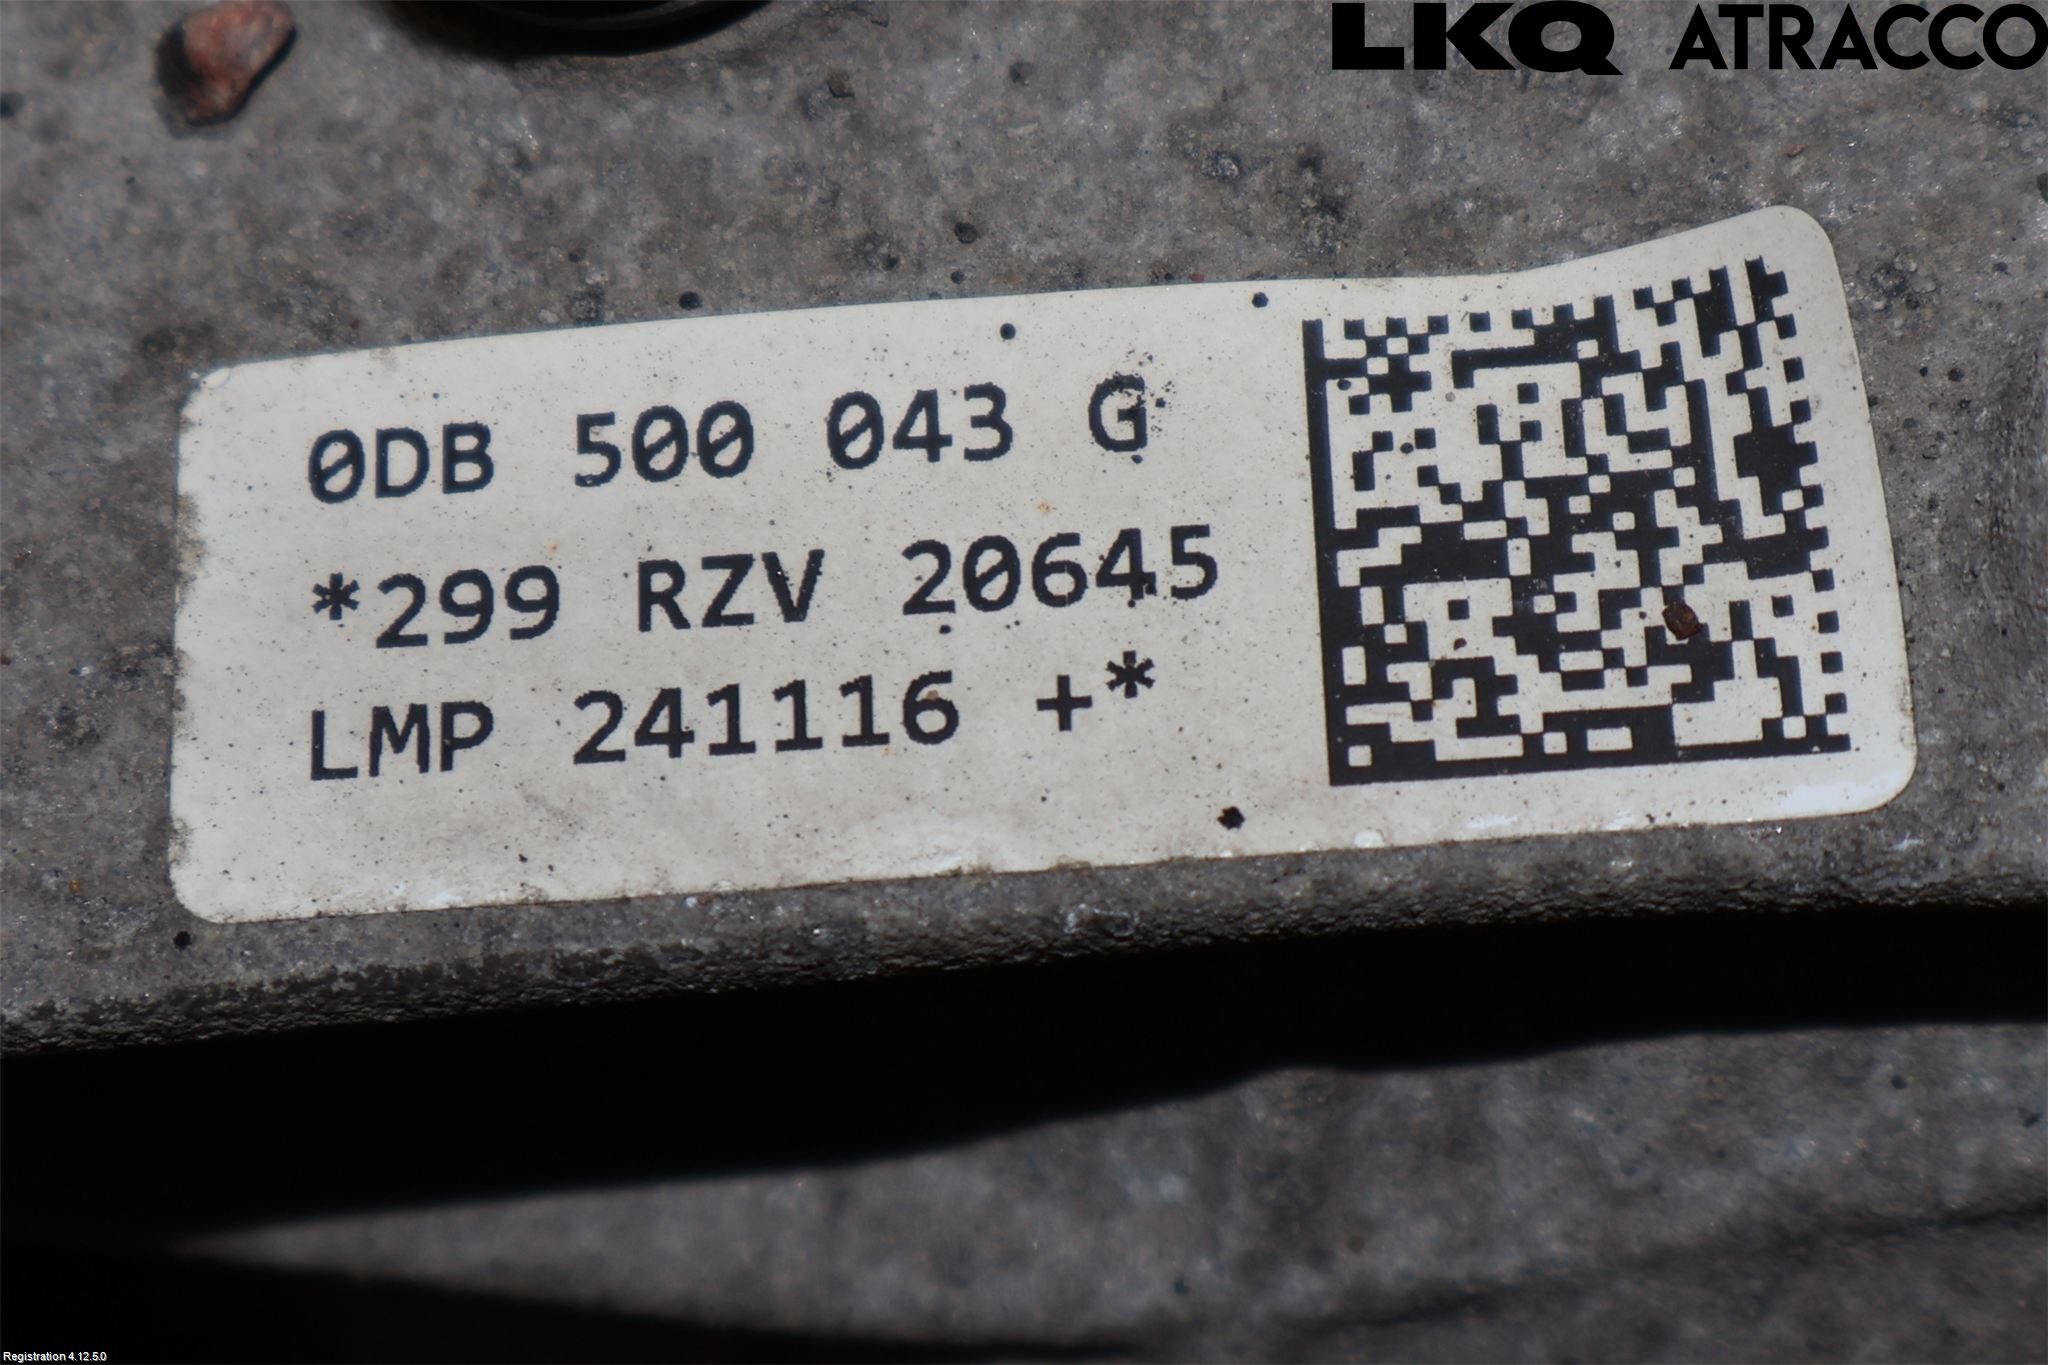 LKQ ATRACCO
0DB 500 043 G
*299 RZV 20645
LMP 241116 +*
Registration 4.12.5.0